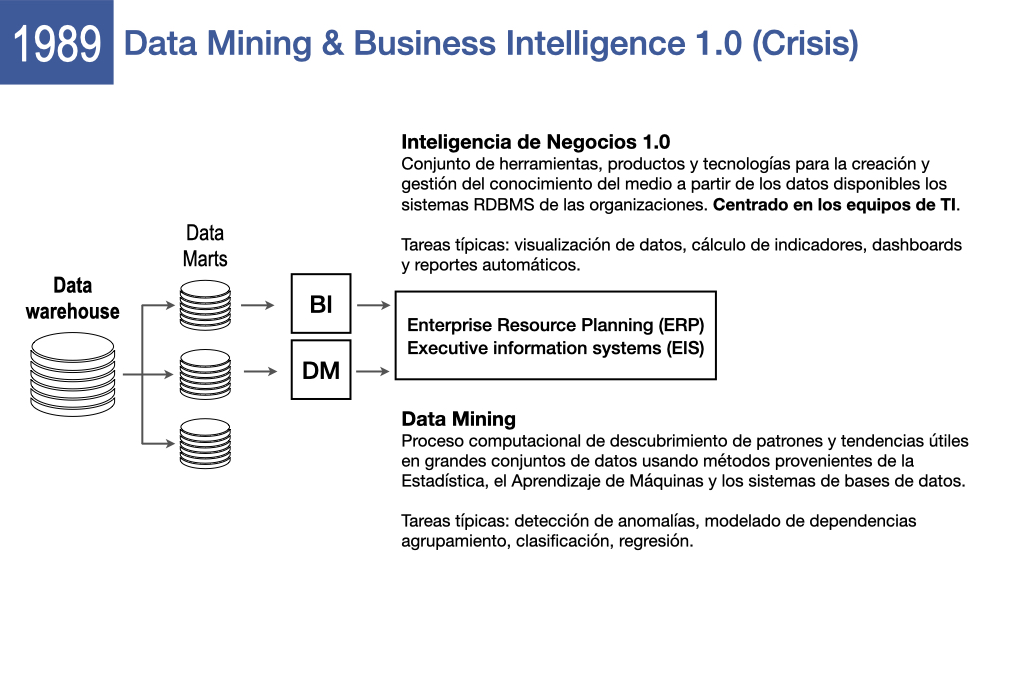 1989
Data Mining & Business Intelligence 1.0 (Crisis)
Inteligencia de Negocios 1.0
Conjunto de herramientas, productos y tecnologías para la creación y
gestión del conocimiento del medio a partir de los datos disponibles los
sistemas RDBMS de las organizaciones. Centrado en los equipos de TI.
Tareas típicas: visualización de datos, cálculo de indicadores, dashboards
y reportes automáticos.
Data
Marts
Data
warehouse
BI
DM
Enterprise Resource Planning (ERP)
Executive information systems (EIS)
Data Mining
Proceso computacional de descubrimiento de patrones y tendencias útiles
en grandes conjuntos de datos usando métodos provenientes de la
Estadística, el Aprendizaje de Máquinas y los sistemas de bases de datos.
Tareas típicas: detección de anomalías, modelado de dependencias
agrupamiento, clasificación, regresión.